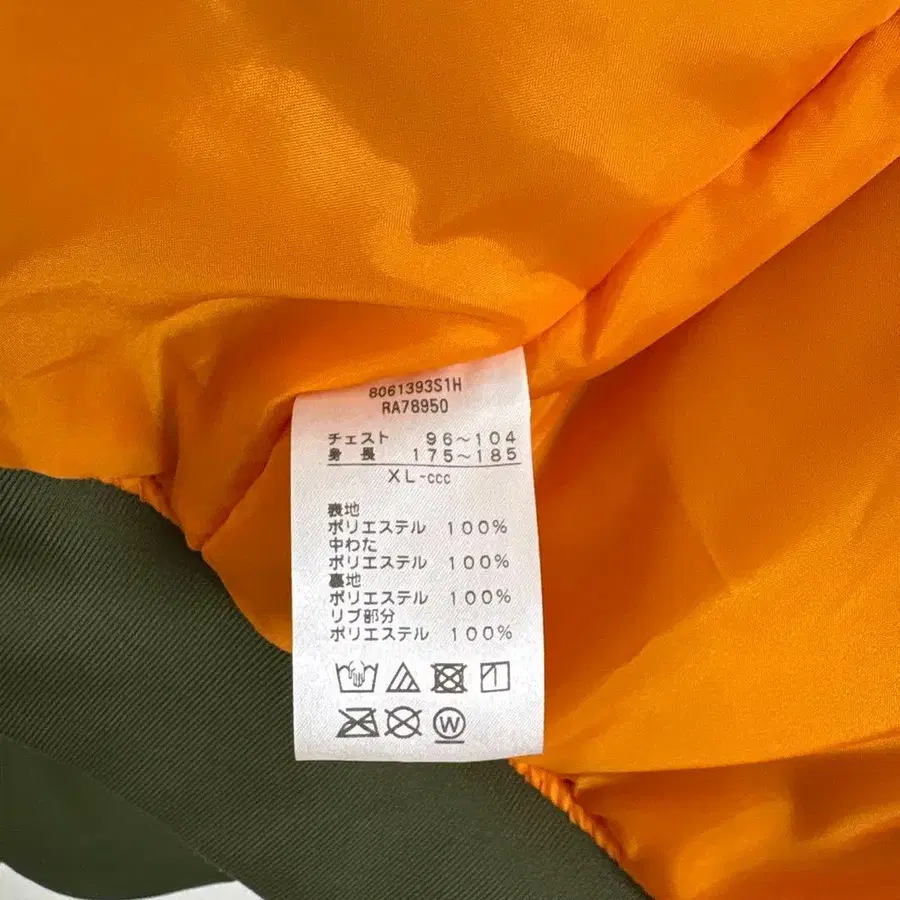 8061393S1H
RA78950
チェスト 96～104
身長 175～185
XL-ccc
表地
ポリエステル 100%
中わた
ポリエステル 100%
裏地
ポリエステル 100%
リブ部分
ポリエステル 100%
W